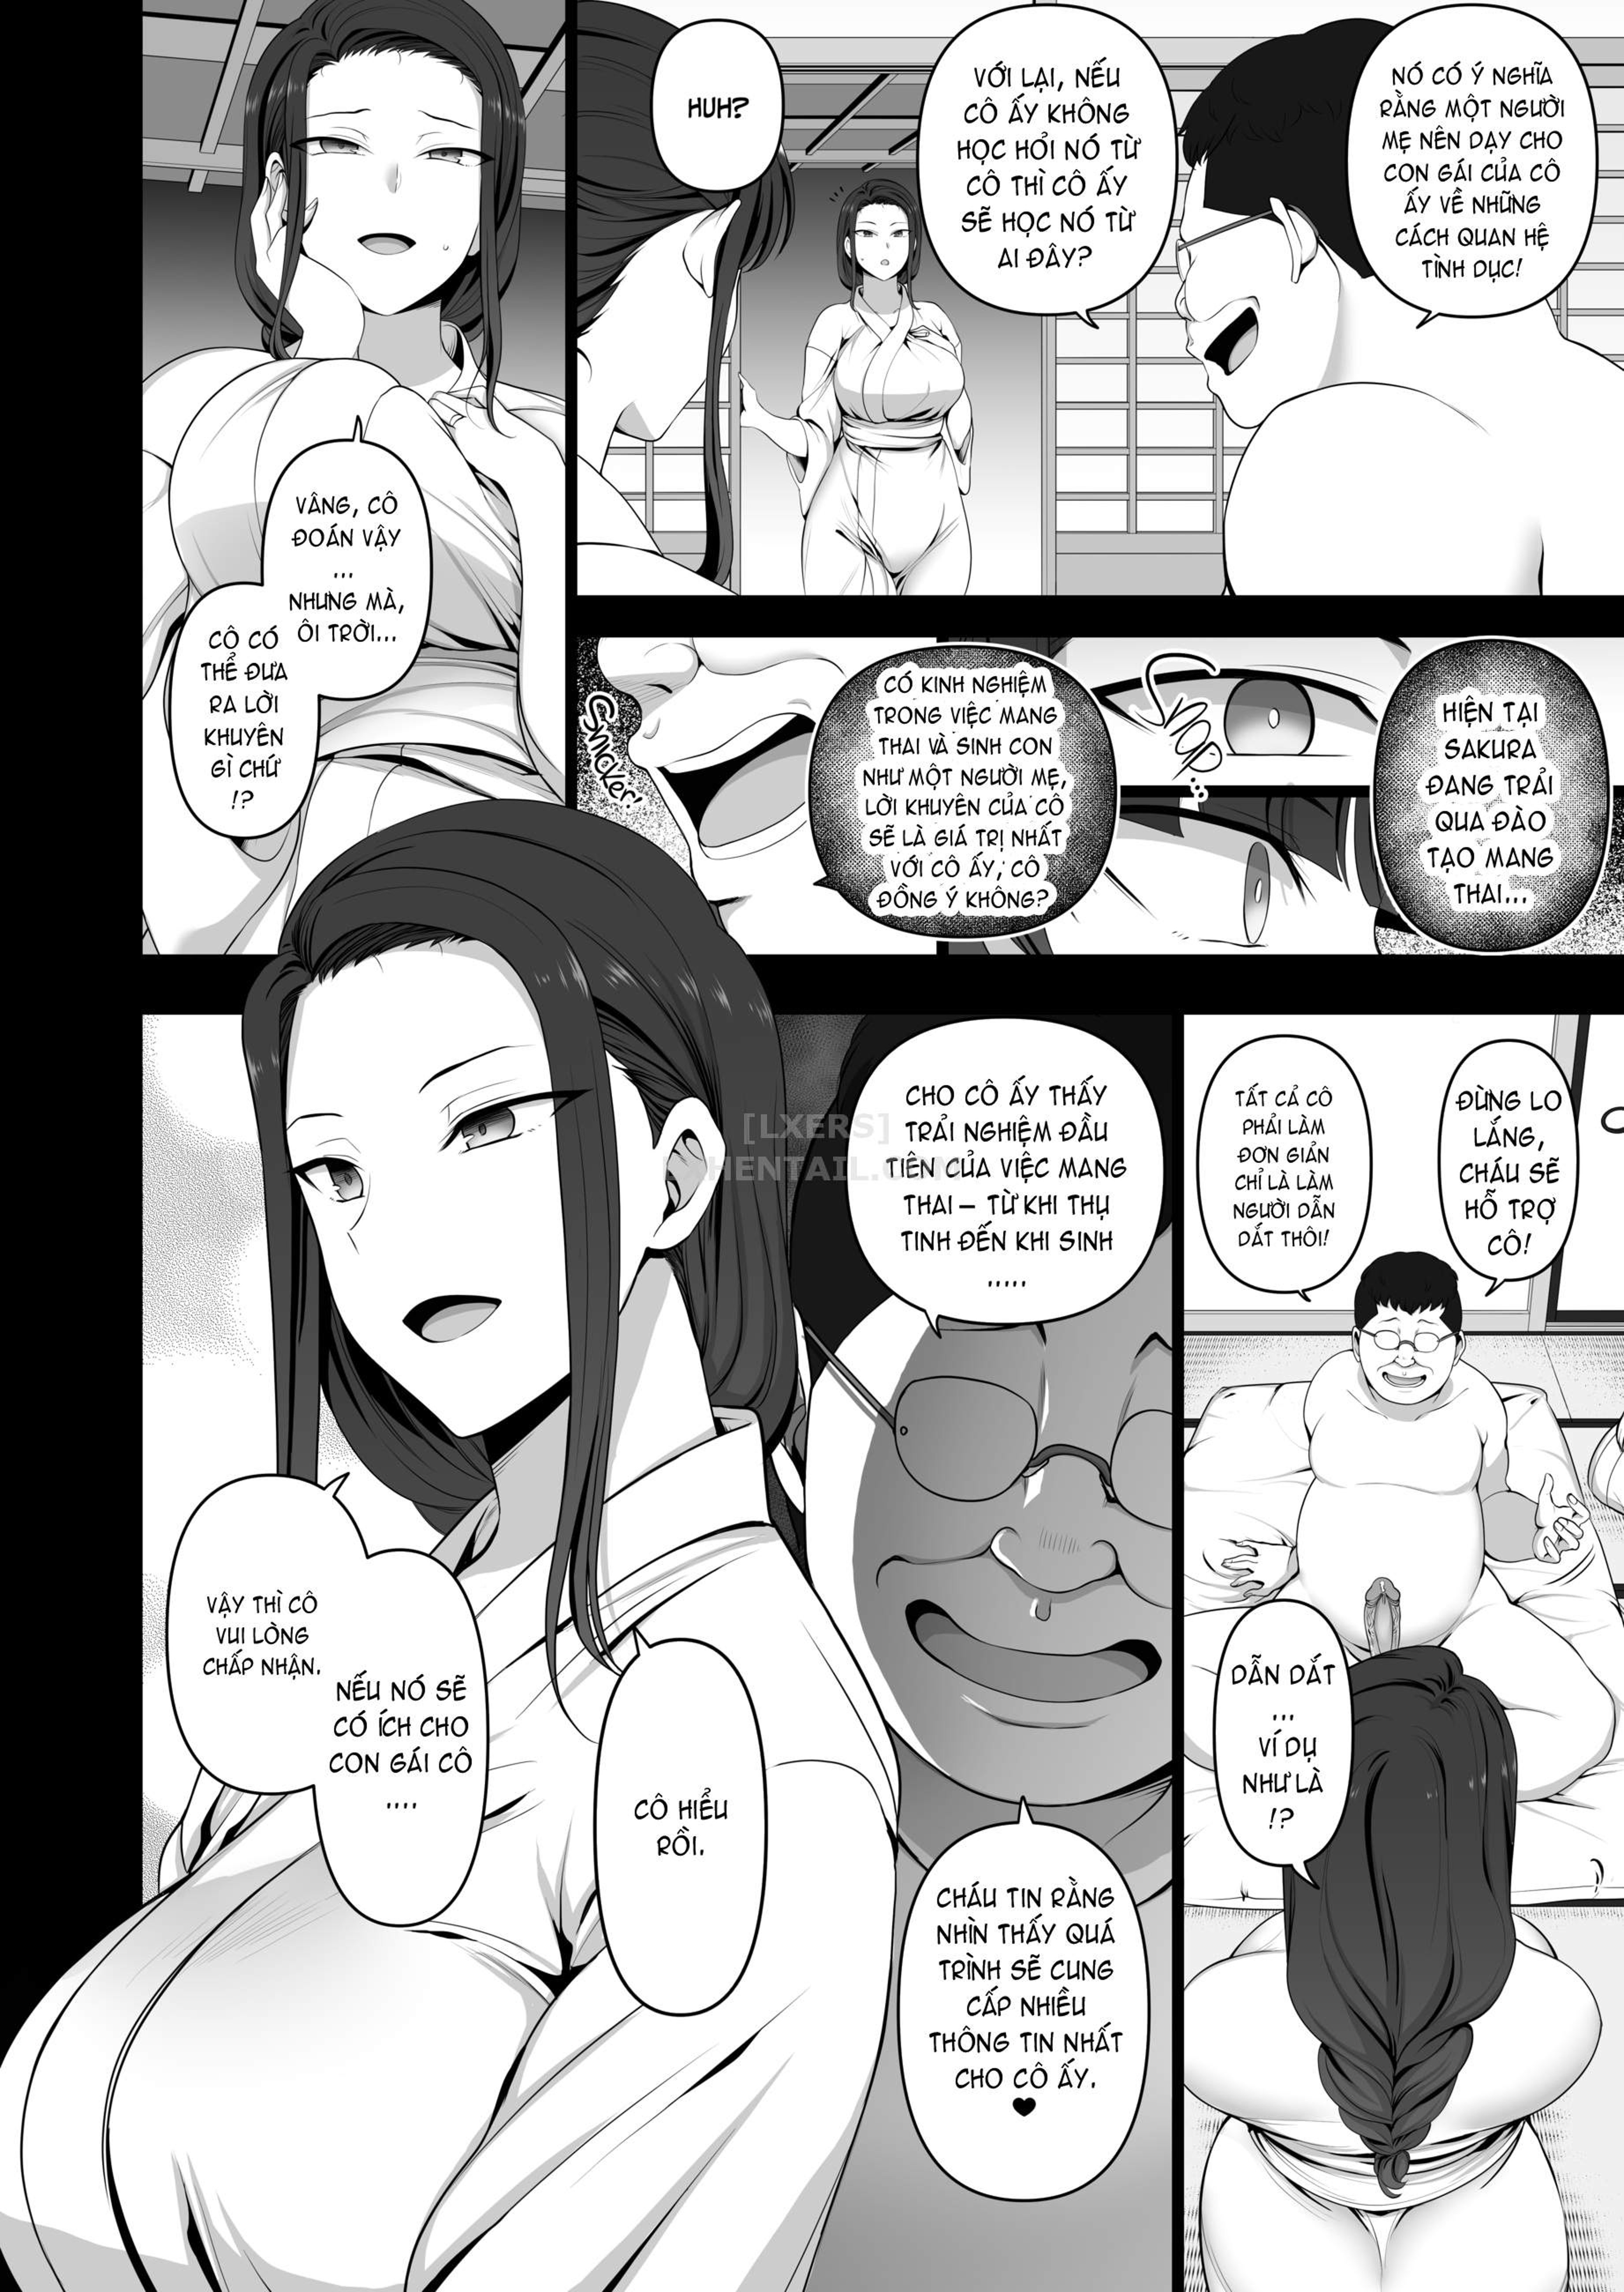 NÓ CÓ Ý NGHĨA
RẰNG MỘT NGƯỜI
MẸ NÊN DẠY CHO
CON GÁI CỦA CÔ
ẤY VỀ NHỮNG
CÁCH QUAN HỆ
TÌNH DỤC!
VỚI LẠI, NẾU
CÔ ẤY KHÔNG
HỌC HỎI NÓ TỪ
CÔ THÌ CÔ ẤY
SẼ HỌC NÓ TỪ
AI ĐÂY?
HUH?
VÂNG, CÔ
ĐOÁN VẬY
...
NHƯNG MÀ,
ÔI TRỜI...
CÔ CÓ
THỂ ĐƯA
RA LỜI
KHUYÊN
GÌ CHỨ
!?
HIỆN TẠI
SAKURA
ĐANG TRẢI
QUA ĐÀO
TẠO MANG
THAI...
Snap...
CÓ KINH NGHIỆM
TRONG VIỆC MANG
THAI VÀ SINH CON
NHƯ MỘT NGƯỜI MẸ,
LỜI KHUYÊN CỦA CÔ
SẼ LÀ GIÁ TRỊ NHẤT
VỚI CÔ ẤY, CÔ
ĐỒNG Ý KHÔNG?
Snicker!
ĐỪNG LO
LẮNG,
CHÁU SẼ
HỖ TRỢ
CÔ!
TẤT CẢ CÔ
PHẢI LÀM
ĐƠN GIẢN
CHỈ LÀ LÀM
NGƯỜI DẪN
DẮT THÔI!
DẪN DẮT
...
VÍ DỤ
NHƯ LÀ
!?
CHO CÔ ẤY THẤY
TRẢI NGHIỆM ĐẦU
TIÊN CỦA VIỆC MANG
THAI – TỪ KHI THỤ
TINH ĐẾN KHI SINH
.....
[LXERS]
HENTAIL.COM
CHÁU TIN RẰNG
NHÌN THẤY QUÁ
TRÌNH SẼ CUNG
CẤP NHIỀU
THÔNG TIN NHẤT
CHO CÔ ẤY.
♥
CÔ HIỂU
RỒI.
NẾU NÓ SẼ
CÓ ÍCH CHO
CON GÁI CÔ
....
VẬY THÌ CÔ
VUI LÒNG
CHẤP NHẬN.